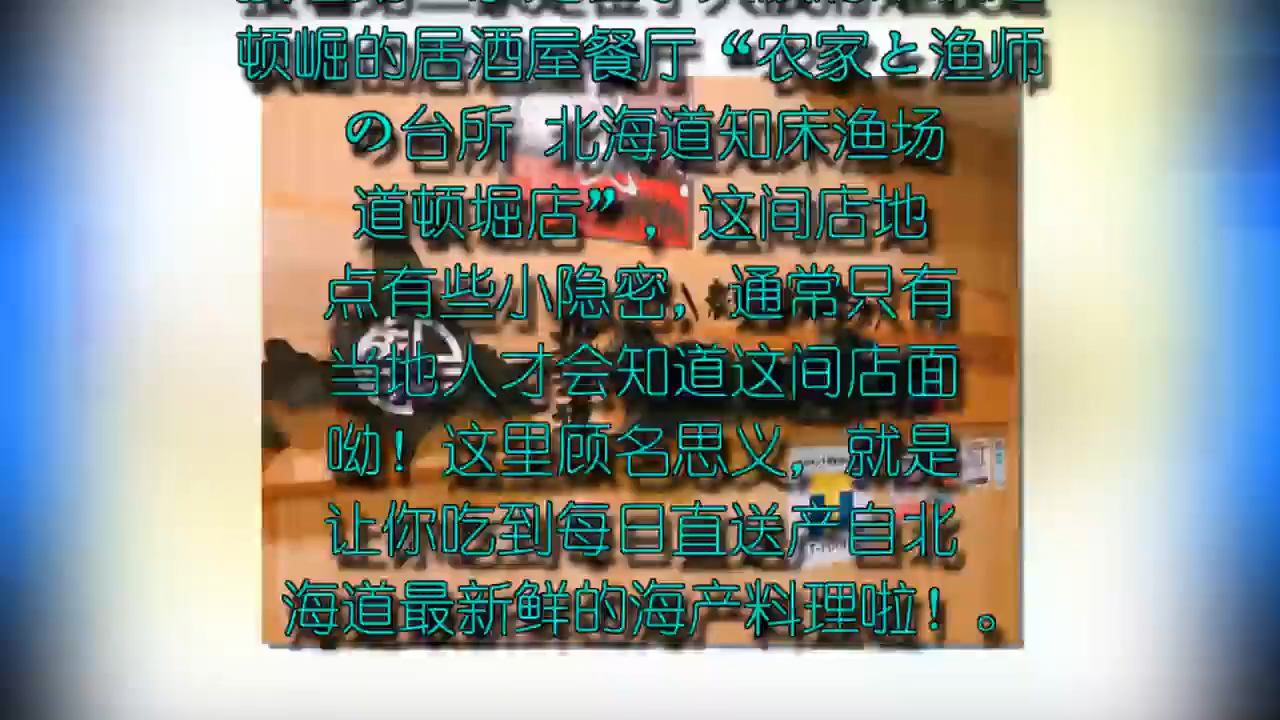 顿崛的居酒屋餐厅“农家と渔师
の台所 北海道知床渔场
道顿堀店”，这间店地
点有些小隐密，通常只有
当地人才会知道这间店面
呦！这里顾名思义，就是
让你吃到每日直送产自北
海道最新鲜的海产料理啦！。